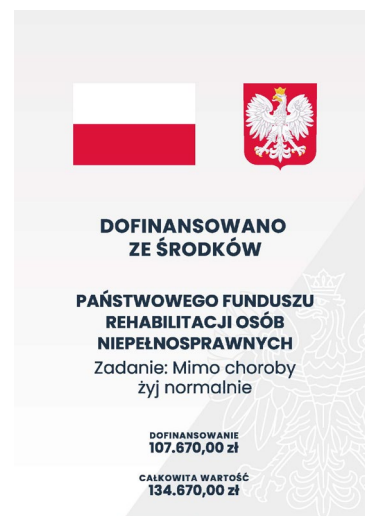 DOFINANSOWANO
ZE ŚRODKÓW
PAŃSTWOWEGO FUNDUSZU
REHABILITACJI OSÓB
NIEPEŁNOSPRAWNYCH
Zadanie: Mimo choroby
żyj normalnie
DOFINANSOWANIE
107.670,00 zł
CAŁKOWITA WARTOŚĆ
134.670,00 zł